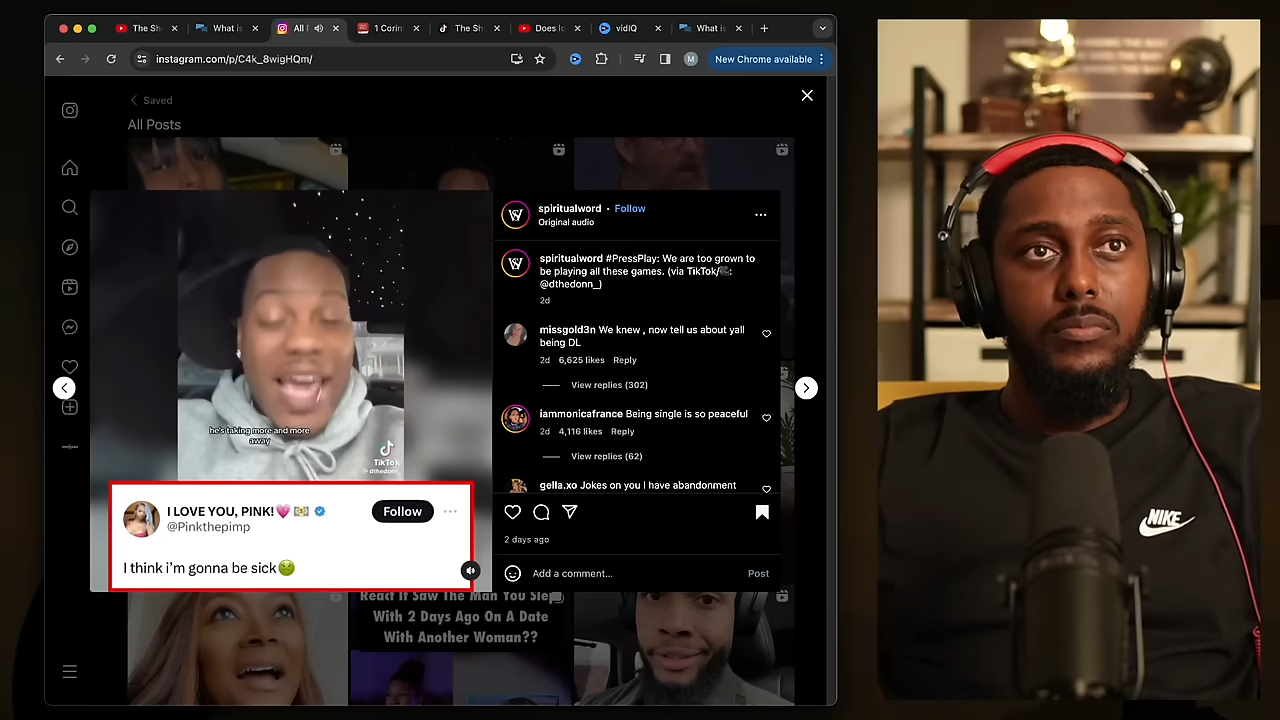 The Sh
What is
All F
1 Corin
The Sh
Does lo
vidIQ
What is
instagram.com/p/C4k_8wigHQm/
M
New Chrome available
Saved
All Posts
spiritualword • Follow
Original audio
spiritualword #PressPlay: We are too grown to
be playing all these games. (via TikTok/
@dthedonn_)
2d
missgold3n We knew , now tell us about yall
being DL
2d 6,625 likes Reply
View replies (302)
iammonicafrance Being single is so peaceful
2d 4,116 likes Reply
View replies (62)
gella.xo Jokes on you I have abandonment
he's taking more and more
away
TikTok
dthedonn_
I LOVE YOU, PINK!💗💵
@Pinkthepimp
Follow
I think i'm gonna be sick🤢
2 days ago
Add a comment...
Post
React If Saw The Man You Slep
With 2 Days Ago On A Date
With Another Woman??
NIKE